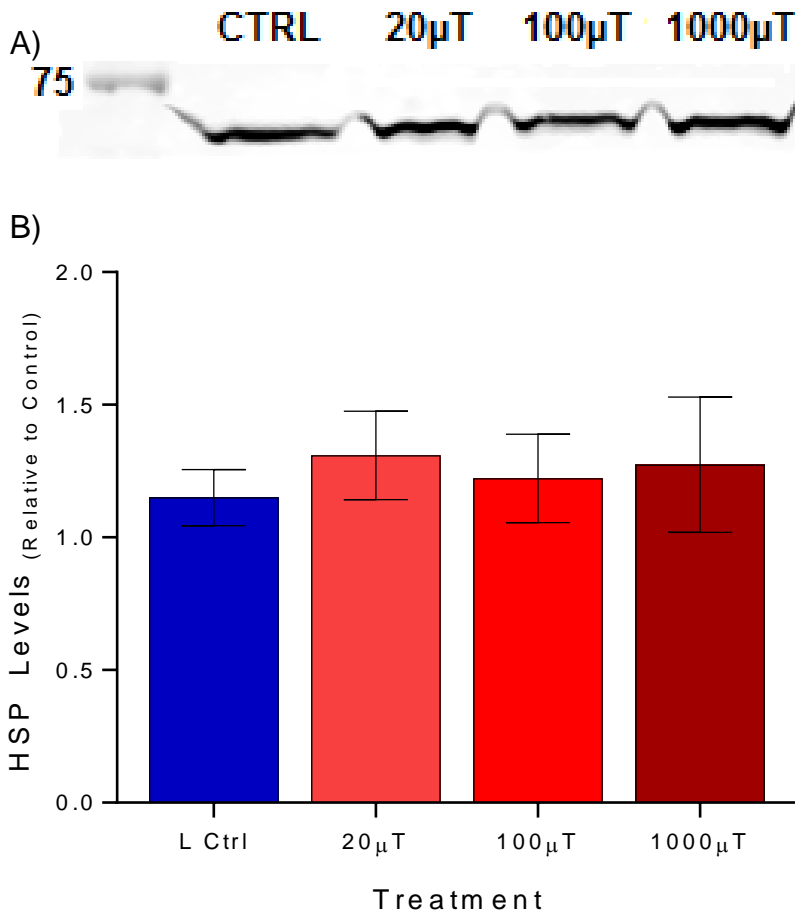 A)
CTRL 20μT 100μT 1000μT
75
B)
HSP Levels (Relative to Control)
2.0
1.5
1.0
0.5
0.0
L Ctrl 20μT 100μT 1000μT
Treatment